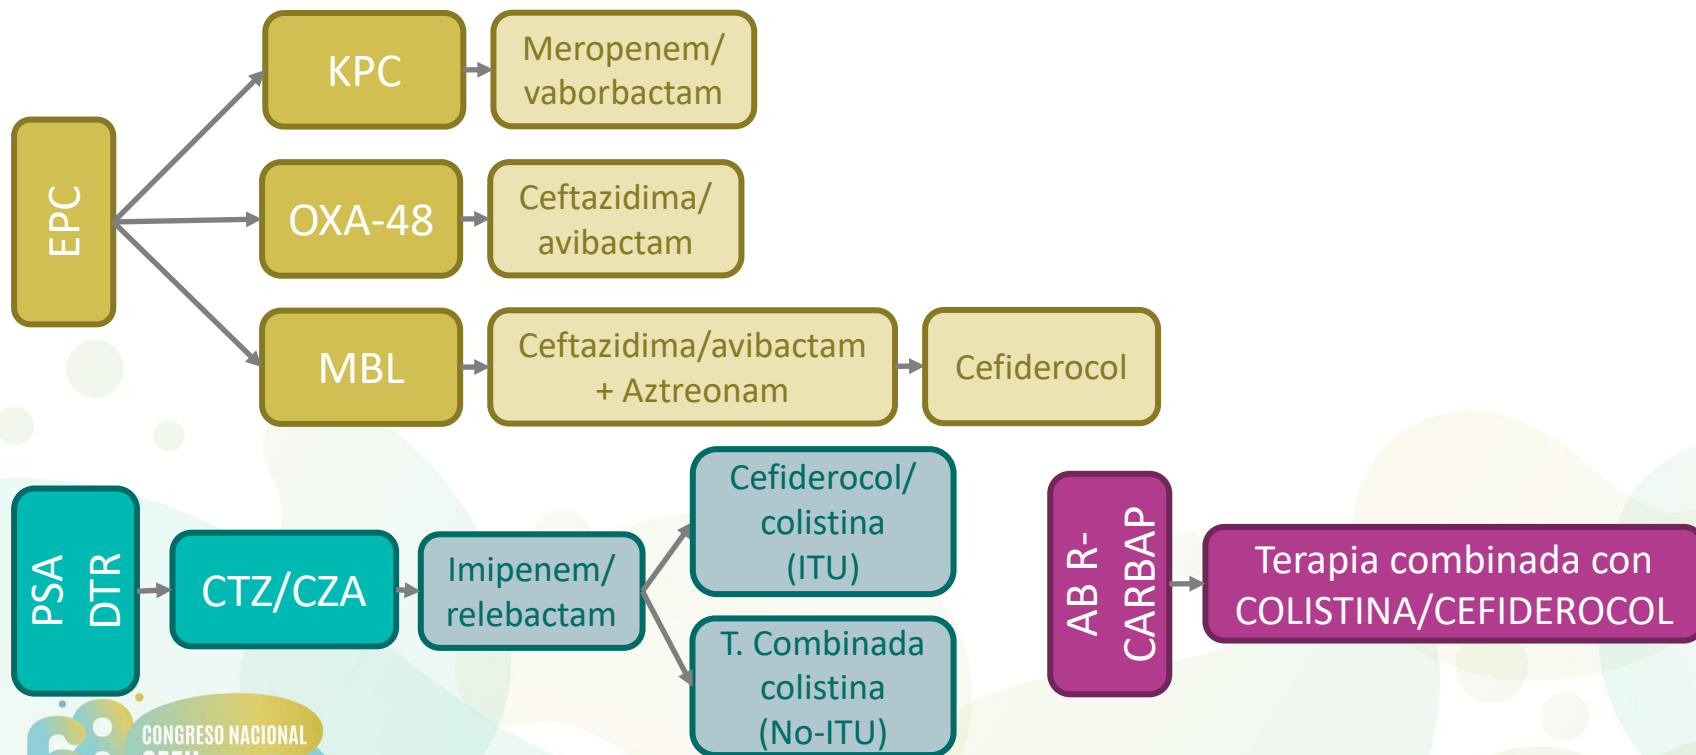 EPC
KPC
Meropenem/
vaborbactam
OXA-48
Ceftazidima/
avibactam
MBL
Ceftazidima/avibactam
+ Aztreonam
Cefiderocol
PSA
DTR
CTZ/CZA
Imipenem/
relebactam
Cefiderocol/
colistina
(ITU)
T. Combinada
colistina
(No-ITU)
AB R-
CARBAP
Terapia combinada con
COLISTINA/CEFIDEROCOL
CONGRESO NACIONAL